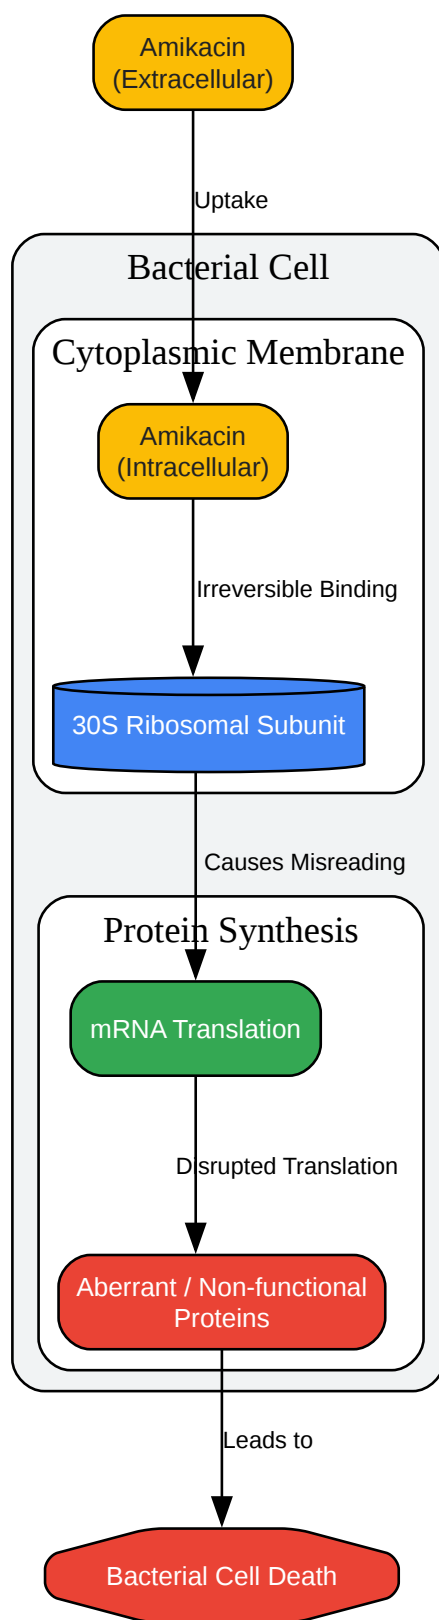 Amikacin
(Extracellular)
Uptake
Bacterial Cell
Cytoplasmic Membrane
Amikacin
(Intracellular)
Irreversible Binding
30S Ribosomal Subunit
Causes Misreading
Protein Synthesis
mRNA Translation
Disrupted Translation
Aberrant / Non-functional
Proteins
Leads to
Bacterial Cell Death